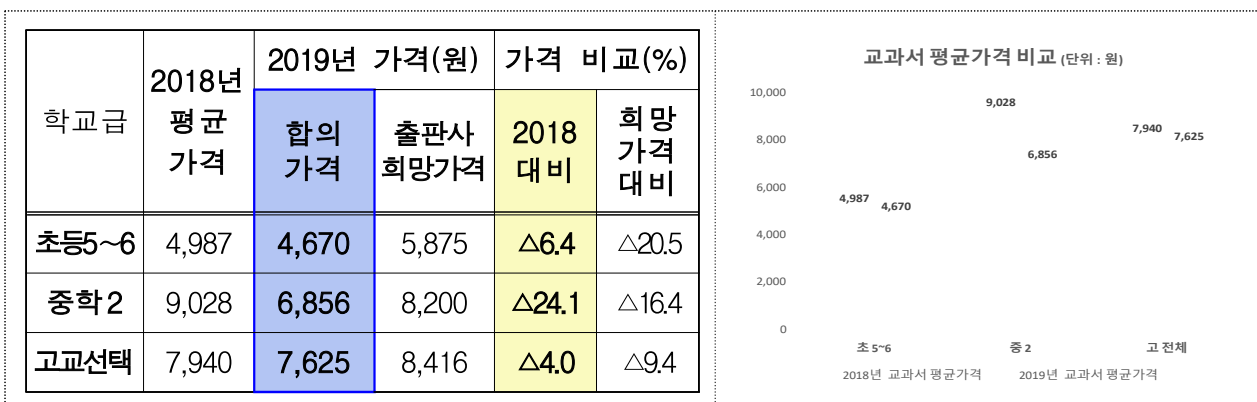 학교급 2018년 평균 가격 2019년 가격(원) 가격 비교(%)
합의 가격 출판사 희망가격 2018 대비 희망 가격 대비
초등5~6 4,987 4,670 5,875 △6.4 △20.5
중학2 9,028 6,856 8,200 △24.1 △16.4
고교선택 7,940 7,625 8,416 △4.0 △9.4
교과서 평균가격 비교 (단위 : 원)
10,000
8,000
6,000
4,000
2,000
0
4,987 4,670
9,028 6,856
7,940 7,625
초 5~6 중 2 고 전체
2018년 교과서 평균가격 2019년 교과서 평균가격